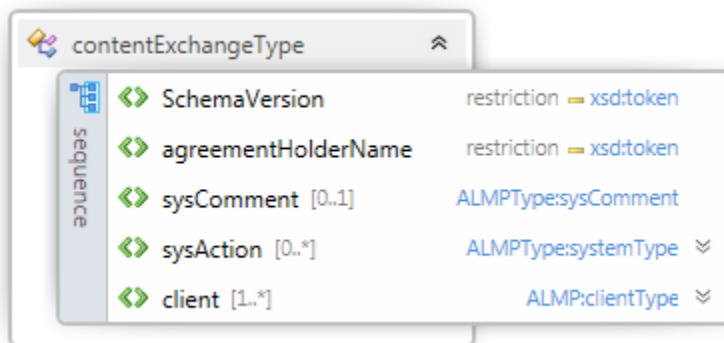 contentExchangeType
sequence
SchemaVersion restriction xsd:token
agreementHolderName restriction xsd:token
sysComment [0..1] ALMPType:sysComment
sysAction [0..*] ALMPType:systemType
client [1..*] ALMP:clientType